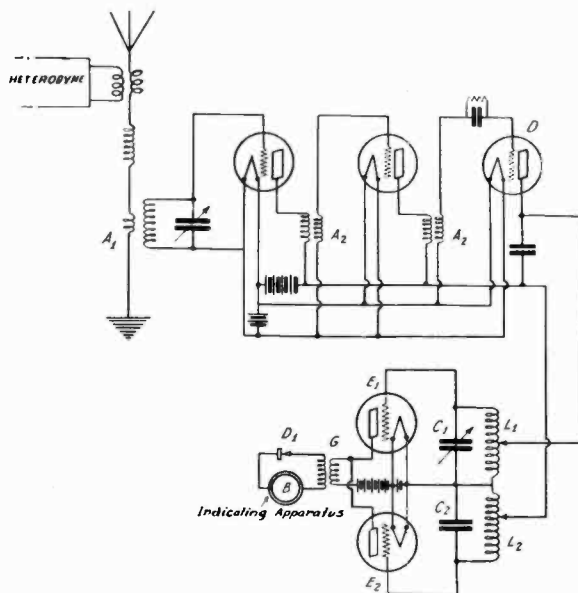 HETERODYNE
D
A1
A2
A2
E1
D1
G
C1
L1
B
Indicating Apparatus
C2
L2
E2